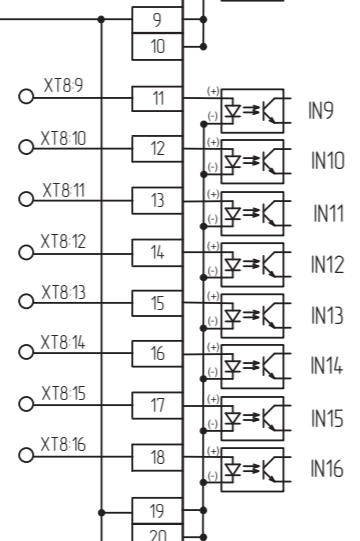 9
10
XT8:9 11 (+) (-) IN9
XT8:10 12 (+) (-) IN10
XT8:11 13 (+) (-) IN11
XT8:12 14 (+) (-) IN12
XT8:13 15 (+) (-) IN13
XT8:14 16 (+) (-) IN14
XT8:15 17 (+) (-) IN15
XT8:16 18 (+) (-) IN16
19
20